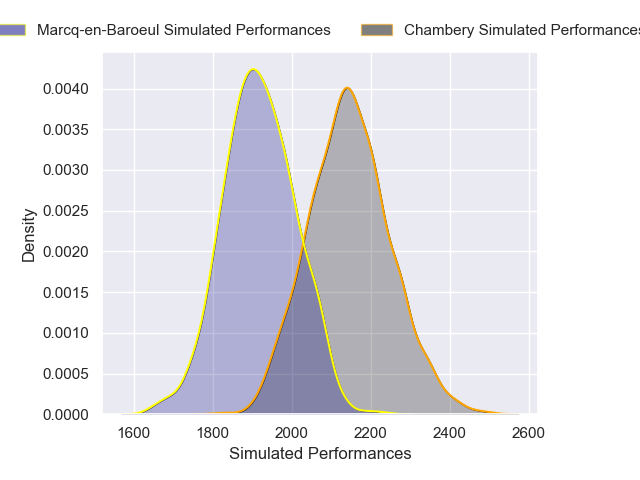 Marcq-en-Baroeul Simulated Performances
Chambery Simulated Performances
0.0040
0.0035
0.0030
0.0025
0.0020
0.0015
0.0010
0.0005
0.0000
Density
1600 1800 2000 2200 2400 2600
Simulated Performances